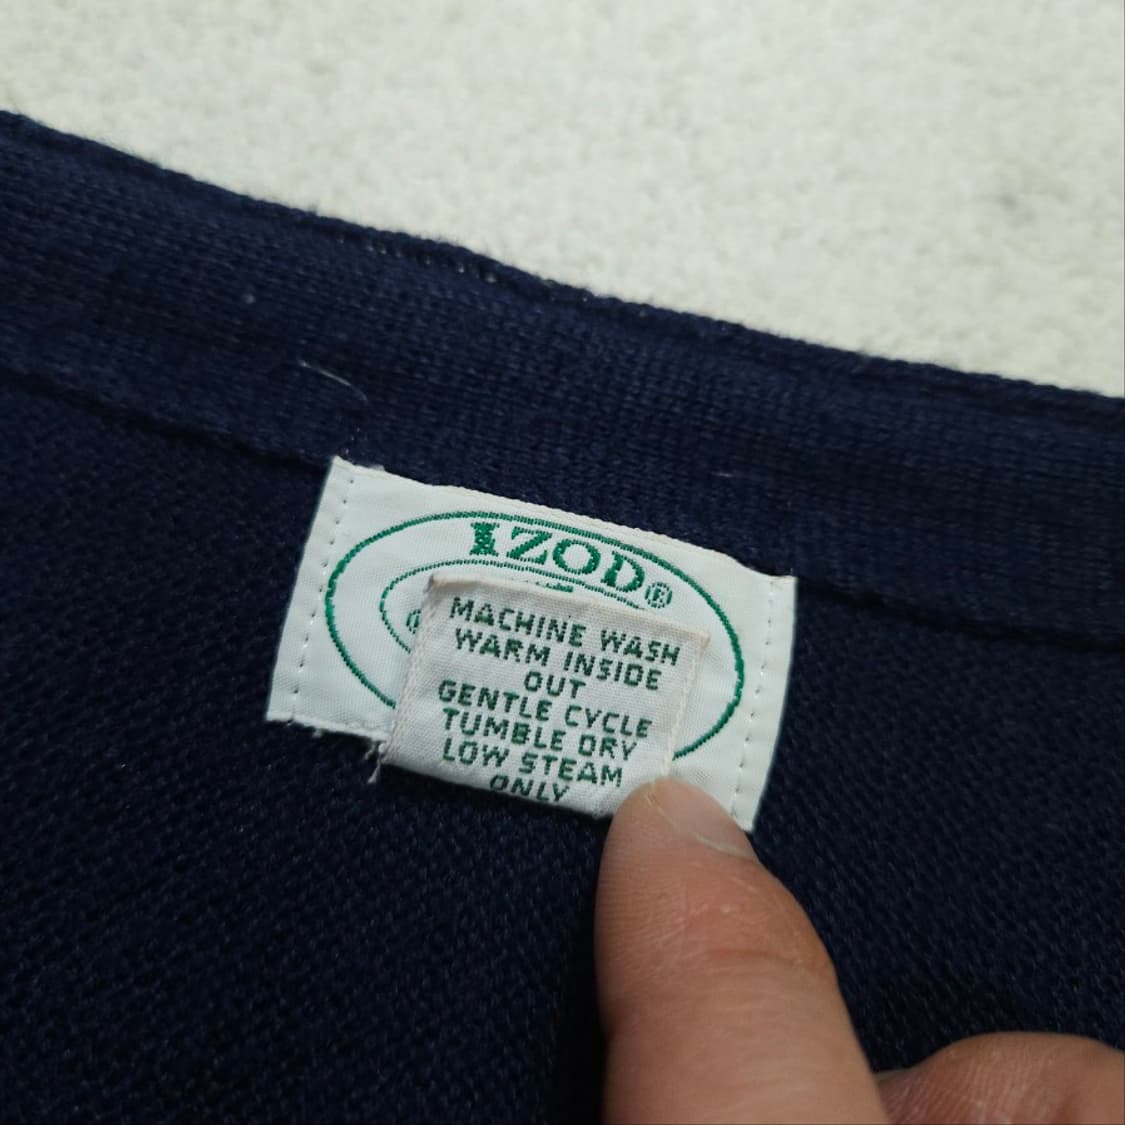 IZOD®
MACHINE WASH
WARM INSIDE
OUT
GENTLE CYCLE
TUMBLE DRY
LOW STEAM
ONLY